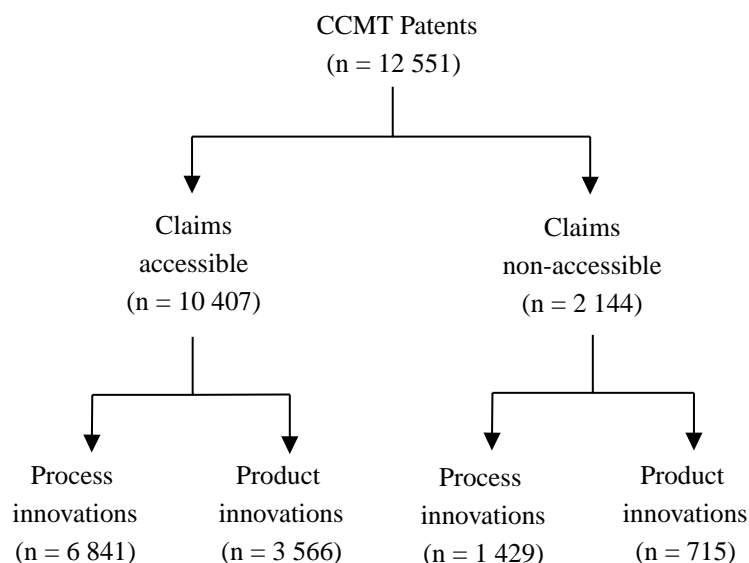 CCMT Patents
(n = 12 551)
Claims
accessible
(n = 10 407)
Claims
non-accessible
(n = 2 144)
Process
innovations
(n = 6 841)
Product
innovations
(n = 3 566)
Process
innovations
(n = 1 429)
Product
innovations
(n = 715)